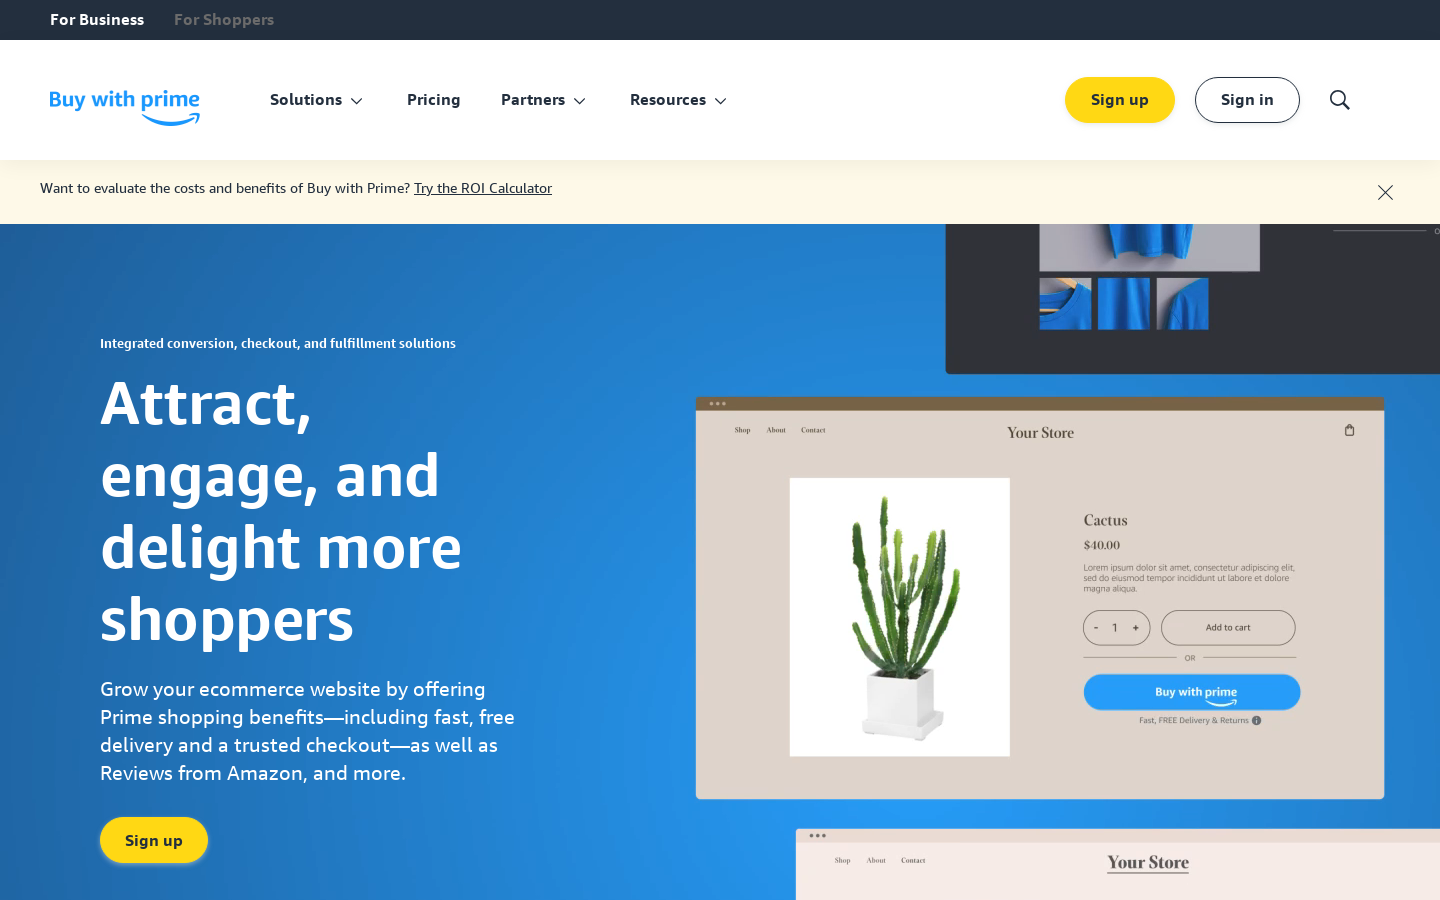 For Business For Shoppers
Buy with prime
Solutions Pricing Partners Resources
Sign up Sign in
Want to evaluate the costs and benefits of Buy with Prime? Try the ROI Calculator
Integrated conversion, checkout, and fulfillment solutions
Attract,
engage, and
delight more
shoppers
Grow your ecommerce website by offering
Prime shopping benefits—including fast, free
delivery and a trusted checkout—as well as
Reviews from Amazon, and more.
Sign up
Shop About Contact Your Store
Cactus
$40.00
Lorem ipsum dolor sit amet, consectetur adipiscing elit,
sed do eiusmod tempor incididunt ut labore et dolore
magna aliqua.
- 1 + Add to cart
OR
Buy with prime
Fast, FREE Delivery & Returns
Shop About Contact Your Store